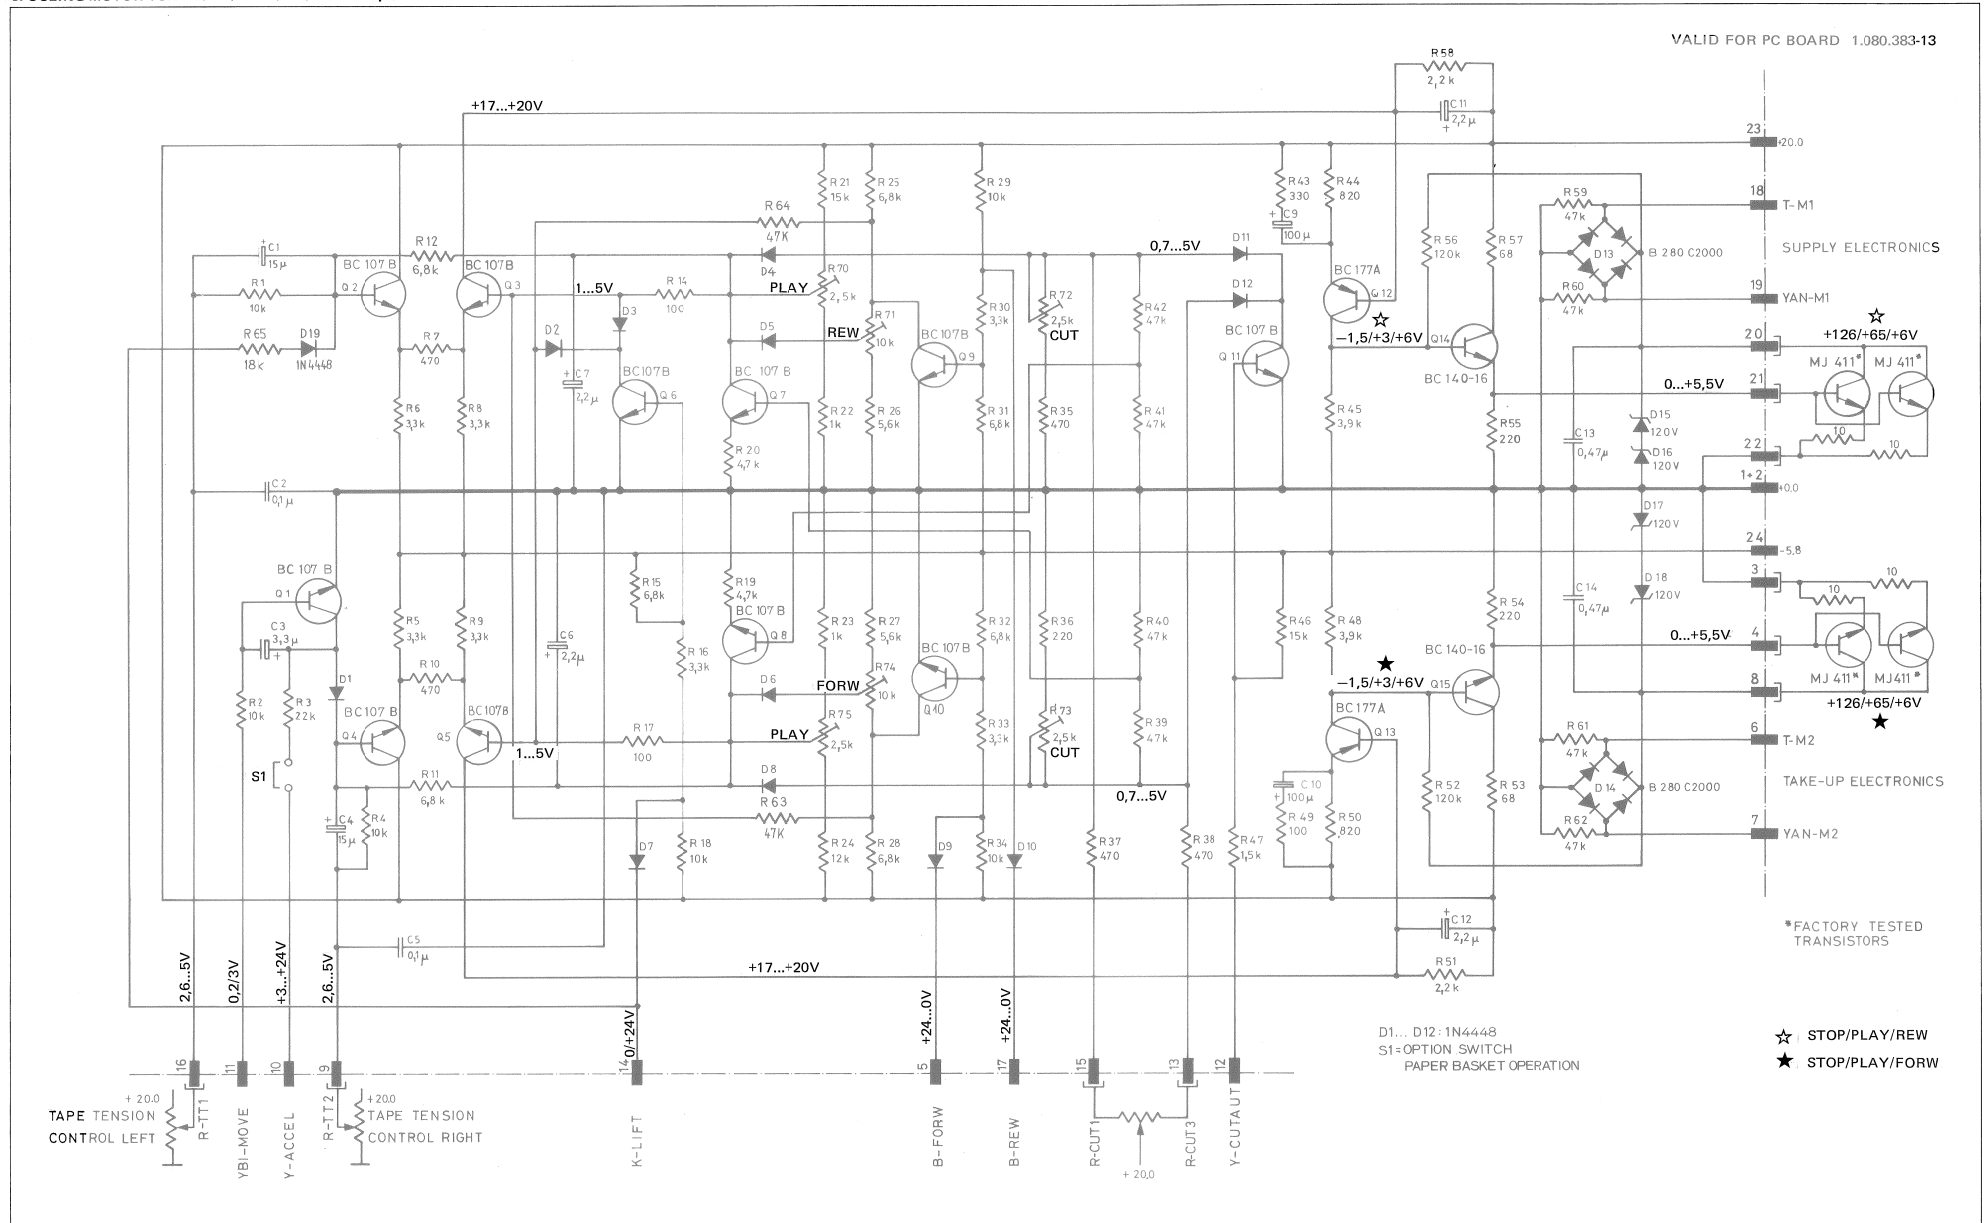 VALID FOR PC BOARD 1.080.383-13
R58
2,2k
C11
2,2µ
+
+17...+20V
23
+20.0
R21
15k
R25
6,8k
R29
10k
R43
330
R44
820
C9
100µ
+
R59
47k
18
T-M1
R64
47K
R56
120k
R57
68
D13
B 280 C2000
SUPPLY ELECTRONICS
C1
15µ
+
R12
6,8k
BC 107 B
Q2
BC 107B
Q3
D4
0,7...5V
D11
R1
10k
1...5V
R14
100
PLAY
R70
2,5k
R72
2,5k
CUT
D12
BC177A
Q12
R60
47k
19
YAN-M1
R65
18k
D19
1N4448
R7
470
D2
D3
D5
REW
R71
10k
R30
3,3k
BC107B
Q9
R42
47k
BC 107 B
Q11
☆
-1,5/+3/+6V
Q14
BC 140-16
☆
+126/+65/+6V
20
MJ 411*
MJ 411*
C7
2,2µ
+
BC107B
Q6
BC 107 B
Q7
21
0...+5,5V
R6
3,3k
R8
3,3k
R22
1k
R26
5,6k
R31
6,8k
R35
470
R41
47k
R45
3,9k
R55
220
D15
120V
10
C13
0,47µ
D16
120V
22
10
R20
4,7k
1+2
+0.0
C2
0,1µ
D17
120V
24
-5,8
BC 107 B
Q1
R15
6,8k
R19
4,7k
3
10
10
D18
120V
C14
0,47µ
C3
3,3µ
+
R5
3,3k
R9
3,3k
C6
2,2µ
+
R16
3,3k
BC 107 B
Q8
R23
1k
R27
5,6k
R32
6,8k
R36
220
R40
47k
R46
15k
R48
3,9k
R54
220
0...+5,5V
4
BC107B
Q10
BC 140-16
D1
R10
470
D6
FORW
R74
10k
★
-1,5/+3/+6V
Q15
MJ 411*
MJ411*
8
+126/+65/+6V
★
R2
10k
R3
22k
BC107 B
Q4
BC107B
Q5
1...5V
R17
100
PLAY
R75
2,5k
R33
3,3k
R73
2,5k
CUT
R39
47k
BC177A
Q13
R61
47k
6
T-M2
S1
R11
6,8k
D8
0,7...5V
C10
100µ
+
R52
120k
R53
68
D14
B 280 C2000
TAKE-UP ELECTRONICS
C4
15µ
+
R4
10k
R63
47K
R49
100
R50
820
R62
47k
7
YAN-M2
D7
R18
10k
R24
12k
R28
6,8k
D9
R34
10k
D10
R37
470
R38
470
R47
1,5k
C5
0,1µ
C12
2,2µ
+
*FACTORY TESTED
TRANSISTORS
+17...+20V
R51
2,2k
2,6...5V
0,2/3V
+3...+24V
2,6...5V
0/+24V
+24...0V
+24...0V
D1... D12: 1N4448
S1=OPTION SWITCH
PAPER BASKET OPERATION
☆ STOP/PLAY/REW
★ STOP/PLAY/FORW
16
11
10
9
14
5
17
15
13
12
+ 20.0
TAPE TENSION
CONTROL LEFT
R-TT1
YBI-MOVE
Y-ACCEL
R-TT2
+20.0
TAPE TENSION
CONTROL RIGHT
K-LIFT
B-FORW
B-REW
R-CUT1
+ 20,0
R-CUT3
Y-CUTAUT